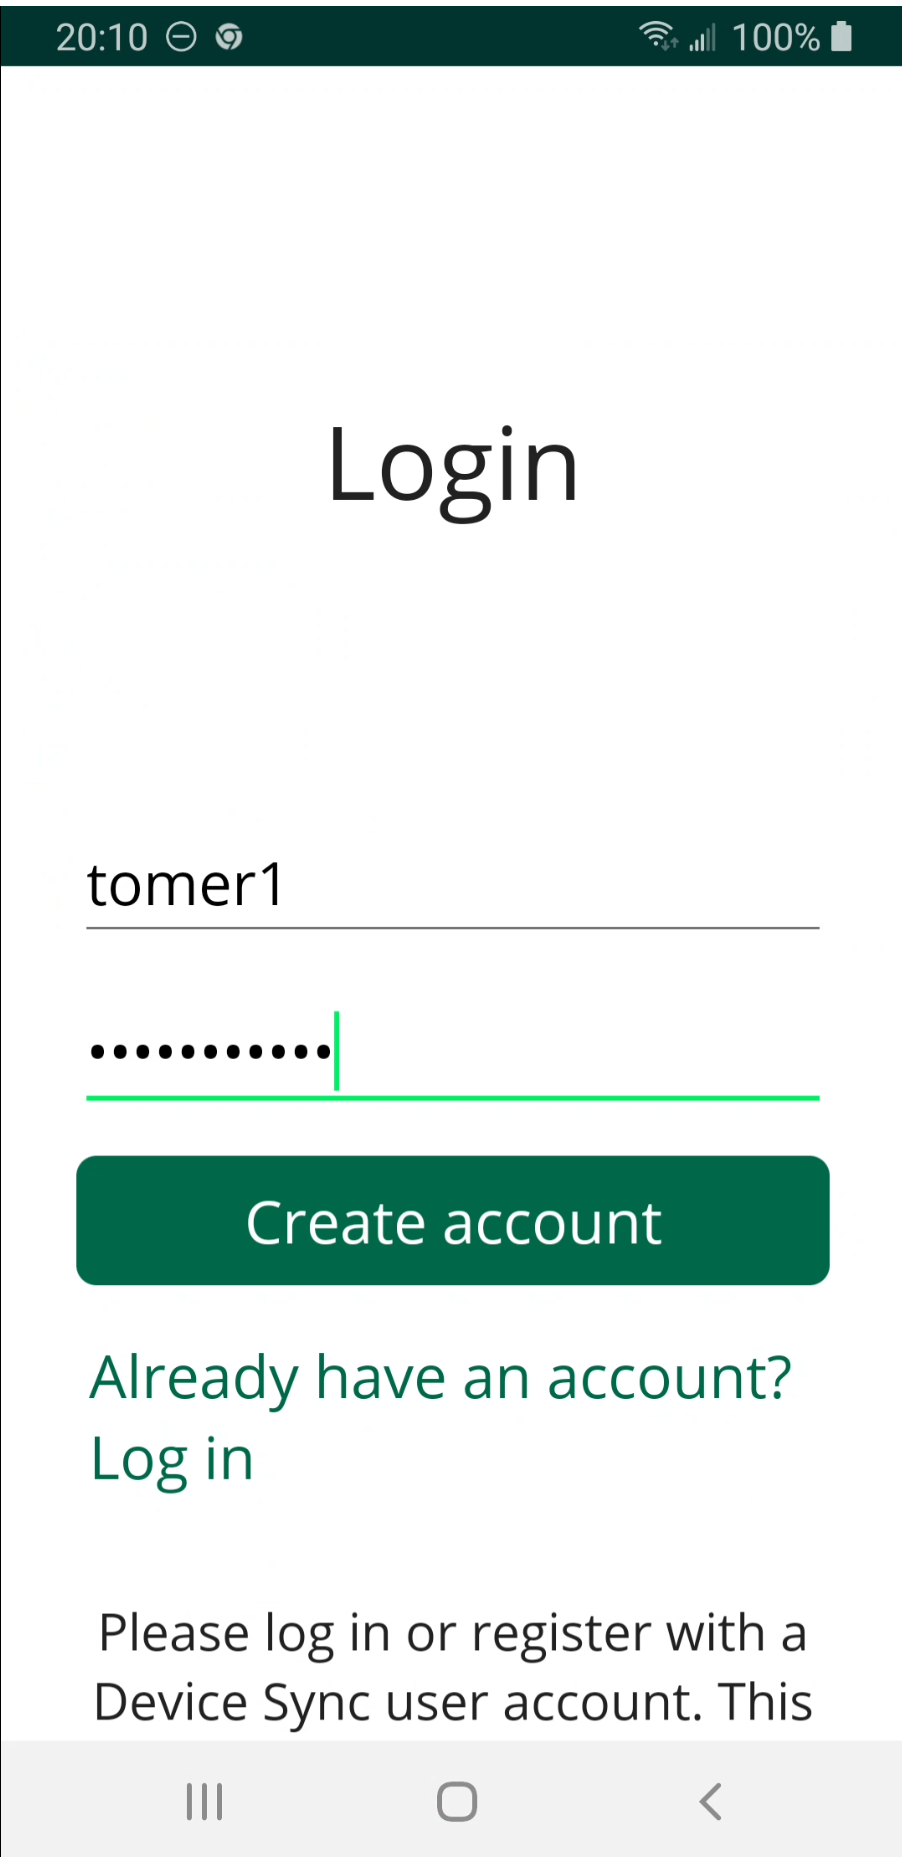 20:10 100%
Login
tomer1
•••••••••••
Create account
Already have an account?
Log in
Please log in or register with a
Device Sync user account. This